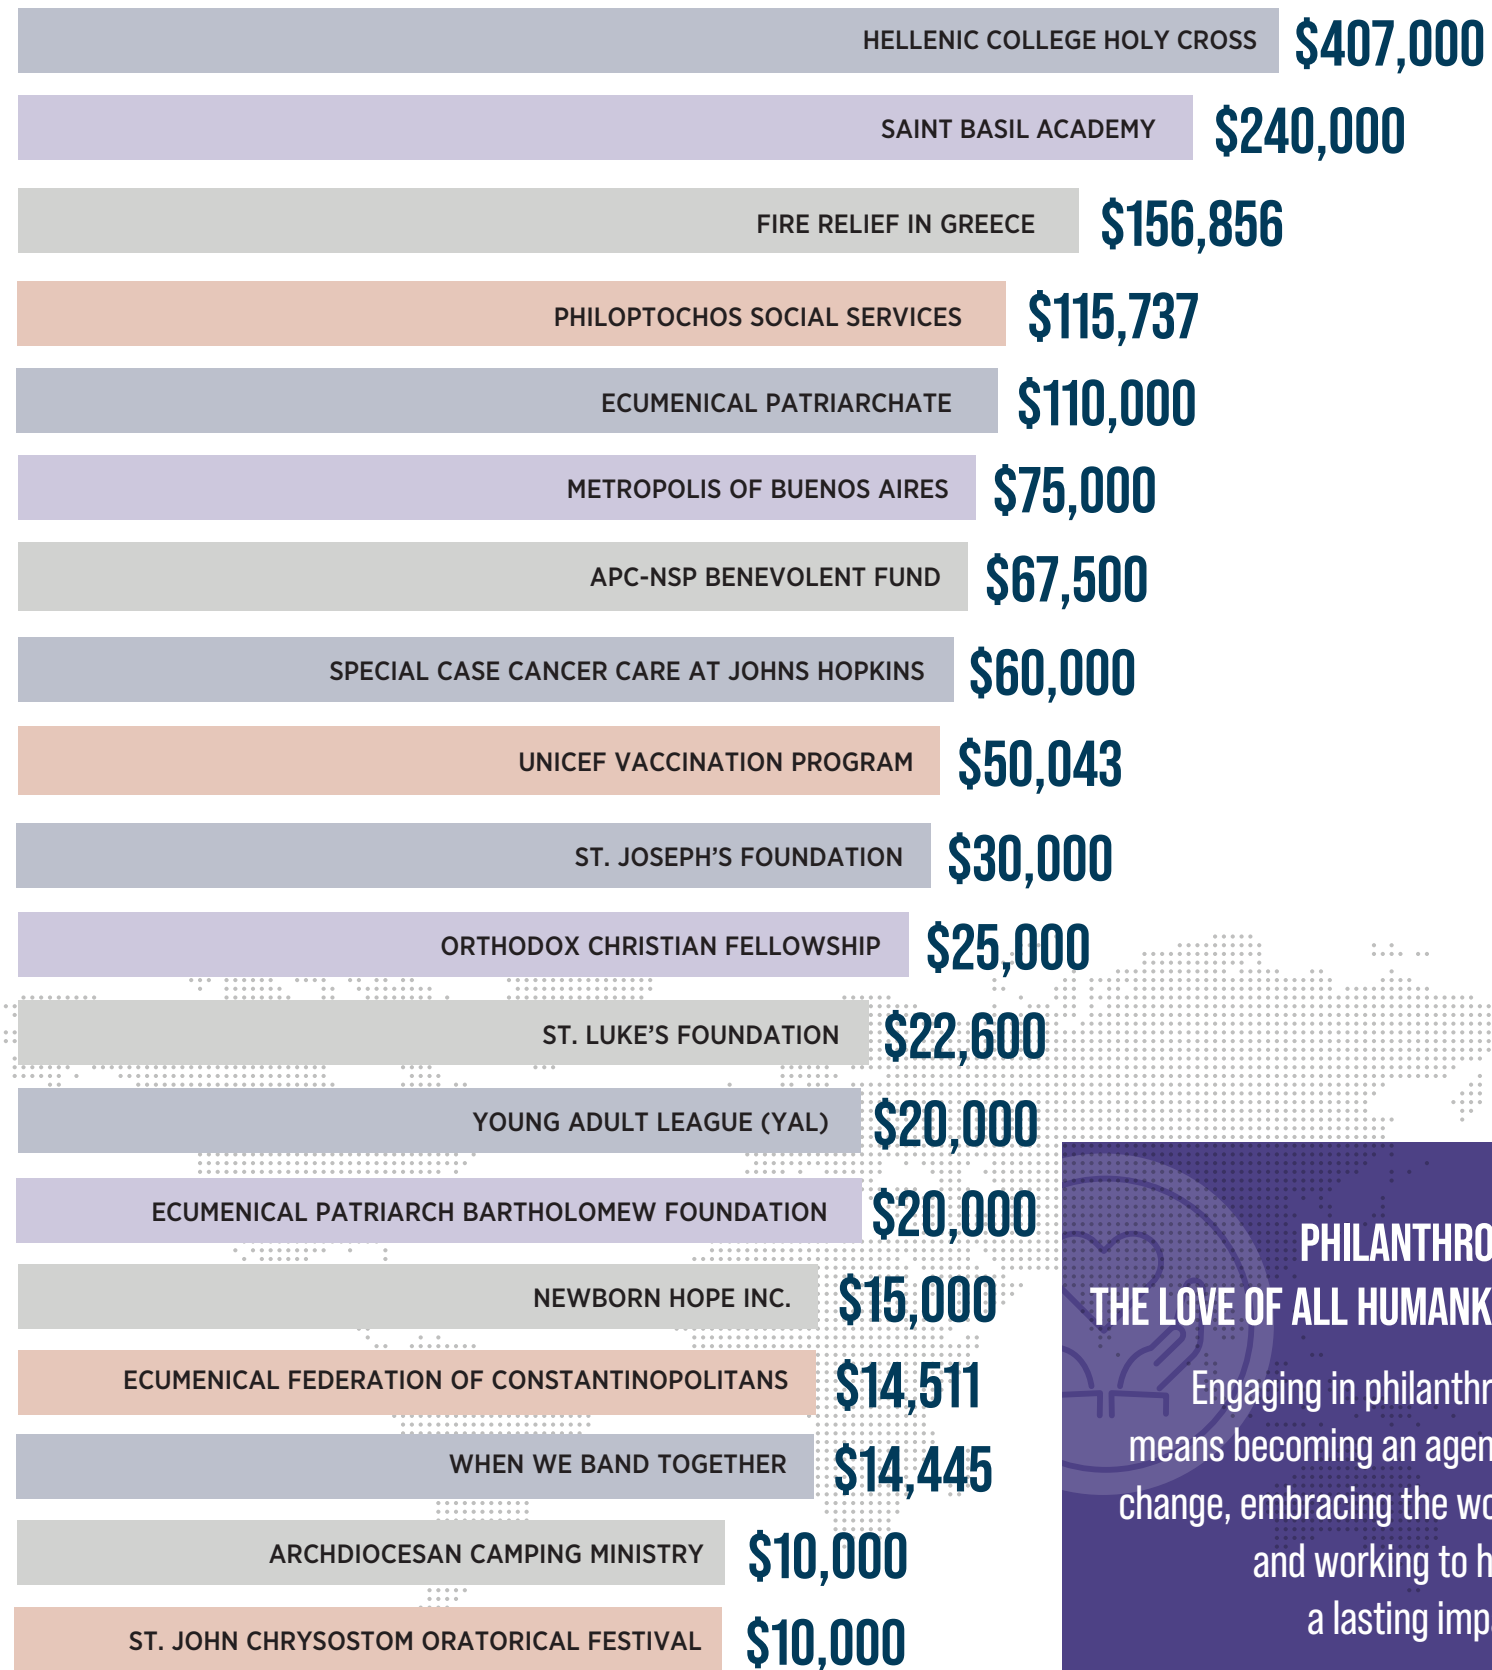 HELLENIC COLLEGE HOLY CROSS $407,000
SAINT BASIL ACADEMY $240,000
FIRE RELIEF IN GREECE $156,856
PHILOPTOCHOS SOCIAL SERVICES $115,737
ECUMENICAL PATRIARCHATE $110,000
METROPOLIS OF BUENOS AIRES $75,000
APC-NSP BENEVOLENT FUND $67,500
SPECIAL CASE CANCER CARE AT JOHNS HOPKINS $60,000
UNICEF VACCINATION PROGRAM $50,043
ST. JOSEPH’S FOUNDATION $30,000
ORTHODOX CHRISTIAN FELLOWSHIP $25,000
ST. LUKE’S FOUNDATION $22,600
YOUNG ADULT LEAGUE (YAL) $20,000
ECUMENICAL PATRIARCH BARTHOLOMEW FOUNDATION $20,000
NEWBORN HOPE INC. $15,000
ECUMENICAL FEDERATION OF CONSTANTINOPOLITANS $14,511
WHEN WE BAND TOGETHER $14,445
ARCHDIOCESAN CAMPING MINISTRY $10,000
ST. JOHN CHRYSOSTOM ORATORICAL FESTIVAL $10,000
PHILANTHRO
THE LOVE OF ALL HUMANK
Engaging in philanthr
means becoming an agen
change, embracing the wo
and working to h
a lasting imp